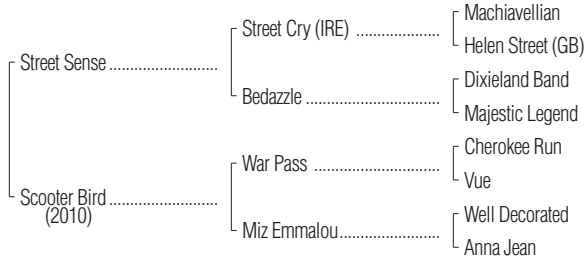 Machiavellian
Street Cry (IRE) ....................
Helen Street (GB)
Street Sense ..........................
Dixieland Band
Bedazzle ................................
Majestic Legend
Cherokee Run
War Pass ..............................
Vue
Scooter Bird ..........................
(2010)
Well Decorated
Miz Emmalou........................
Anna Jean